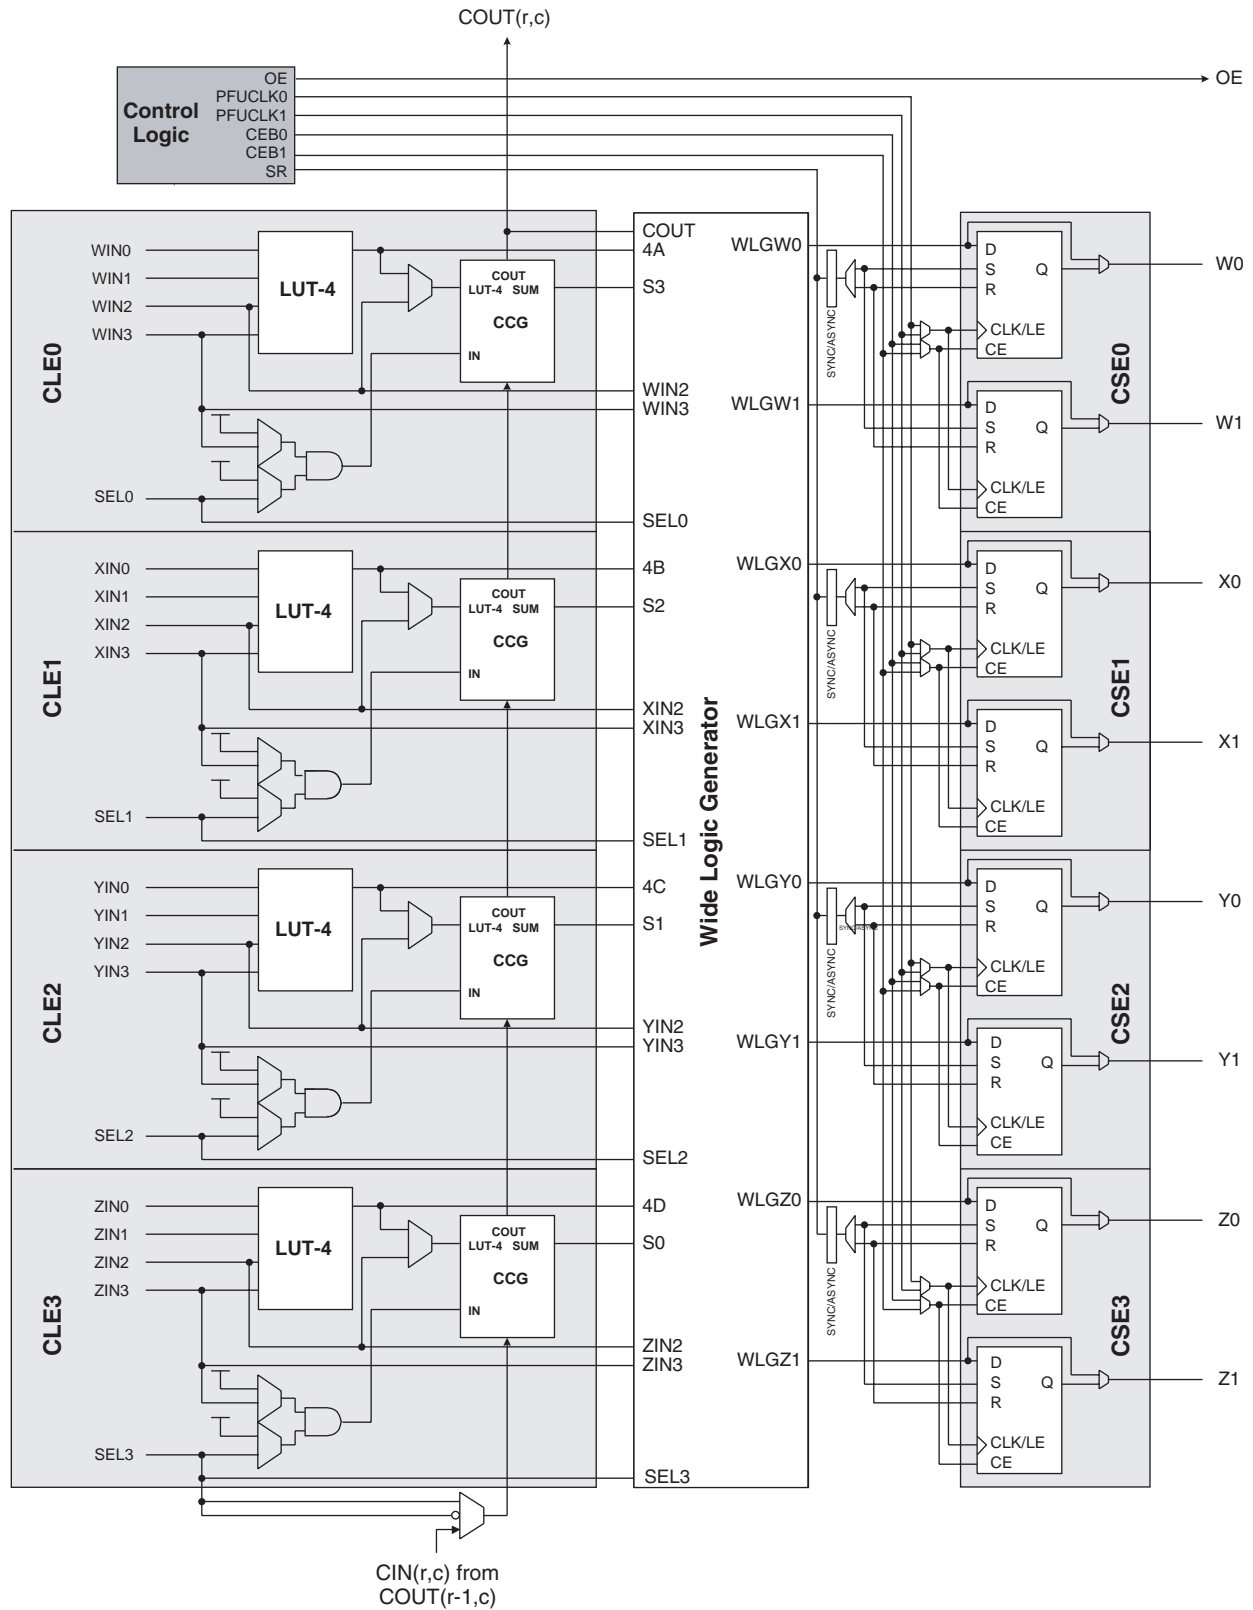 COUT(r,c)
Control
Logic
OE
PFUCLK0
PFUCLK1
CEB0
CEB1
SR
OE
CLE0
WIN0
WIN1
WIN2
WIN3
SEL0
LUT-4
COUT
LUT-4 SUM
CCG
IN
CLE1
XIN0
XIN1
XIN2
XIN3
SEL1
LUT-4
COUT
LUT-4 SUM
CCG
IN
CLE2
YIN0
YIN1
YIN2
YIN3
SEL2
LUT-4
COUT
LUT-4 SUM
CCG
IN
CLE3
ZIN0
ZIN1
ZIN2
ZIN3
SEL3
LUT-4
COUT
LUT-4 SUM
CCG
IN
CIN(r,c) from
COUT(r-1,c)
COUT
4A
S3
WIN2
WIN3
SEL0
4B
S2
XIN2
XIN3
SEL1
4C
S1
YIN2
YIN3
SEL2
4D
S0
ZIN2
ZIN3
SEL3
Wide Logic Generator
WLGW0
WLGW1
WLGX0
WLGX1
WLGY0
WLGY1
WLGZ0
WLGZ1
SYNC/ASYNC
SYNC/ASYNC
SYNC/ASYNC
SYNC/ASYNC
SYNC/ASYNC
D
S
R
Q
CLK/LE
CE
W0
CSE0
D
S
R
Q
CLK/LE
CE
W1
D
S
R
Q
CLK/LE
CE
X0
CSE1
D
S
R
Q
CLK/LE
CE
X1
D
S
R
Q
CLK/LE
CE
Y0
CSE2
D
S
R
Q
CLK/LE
CE
Y1
D
S
R
Q
CLK/LE
CE
Z0
CSE3
D
S
R
Q
CLK/LE
CE
Z1